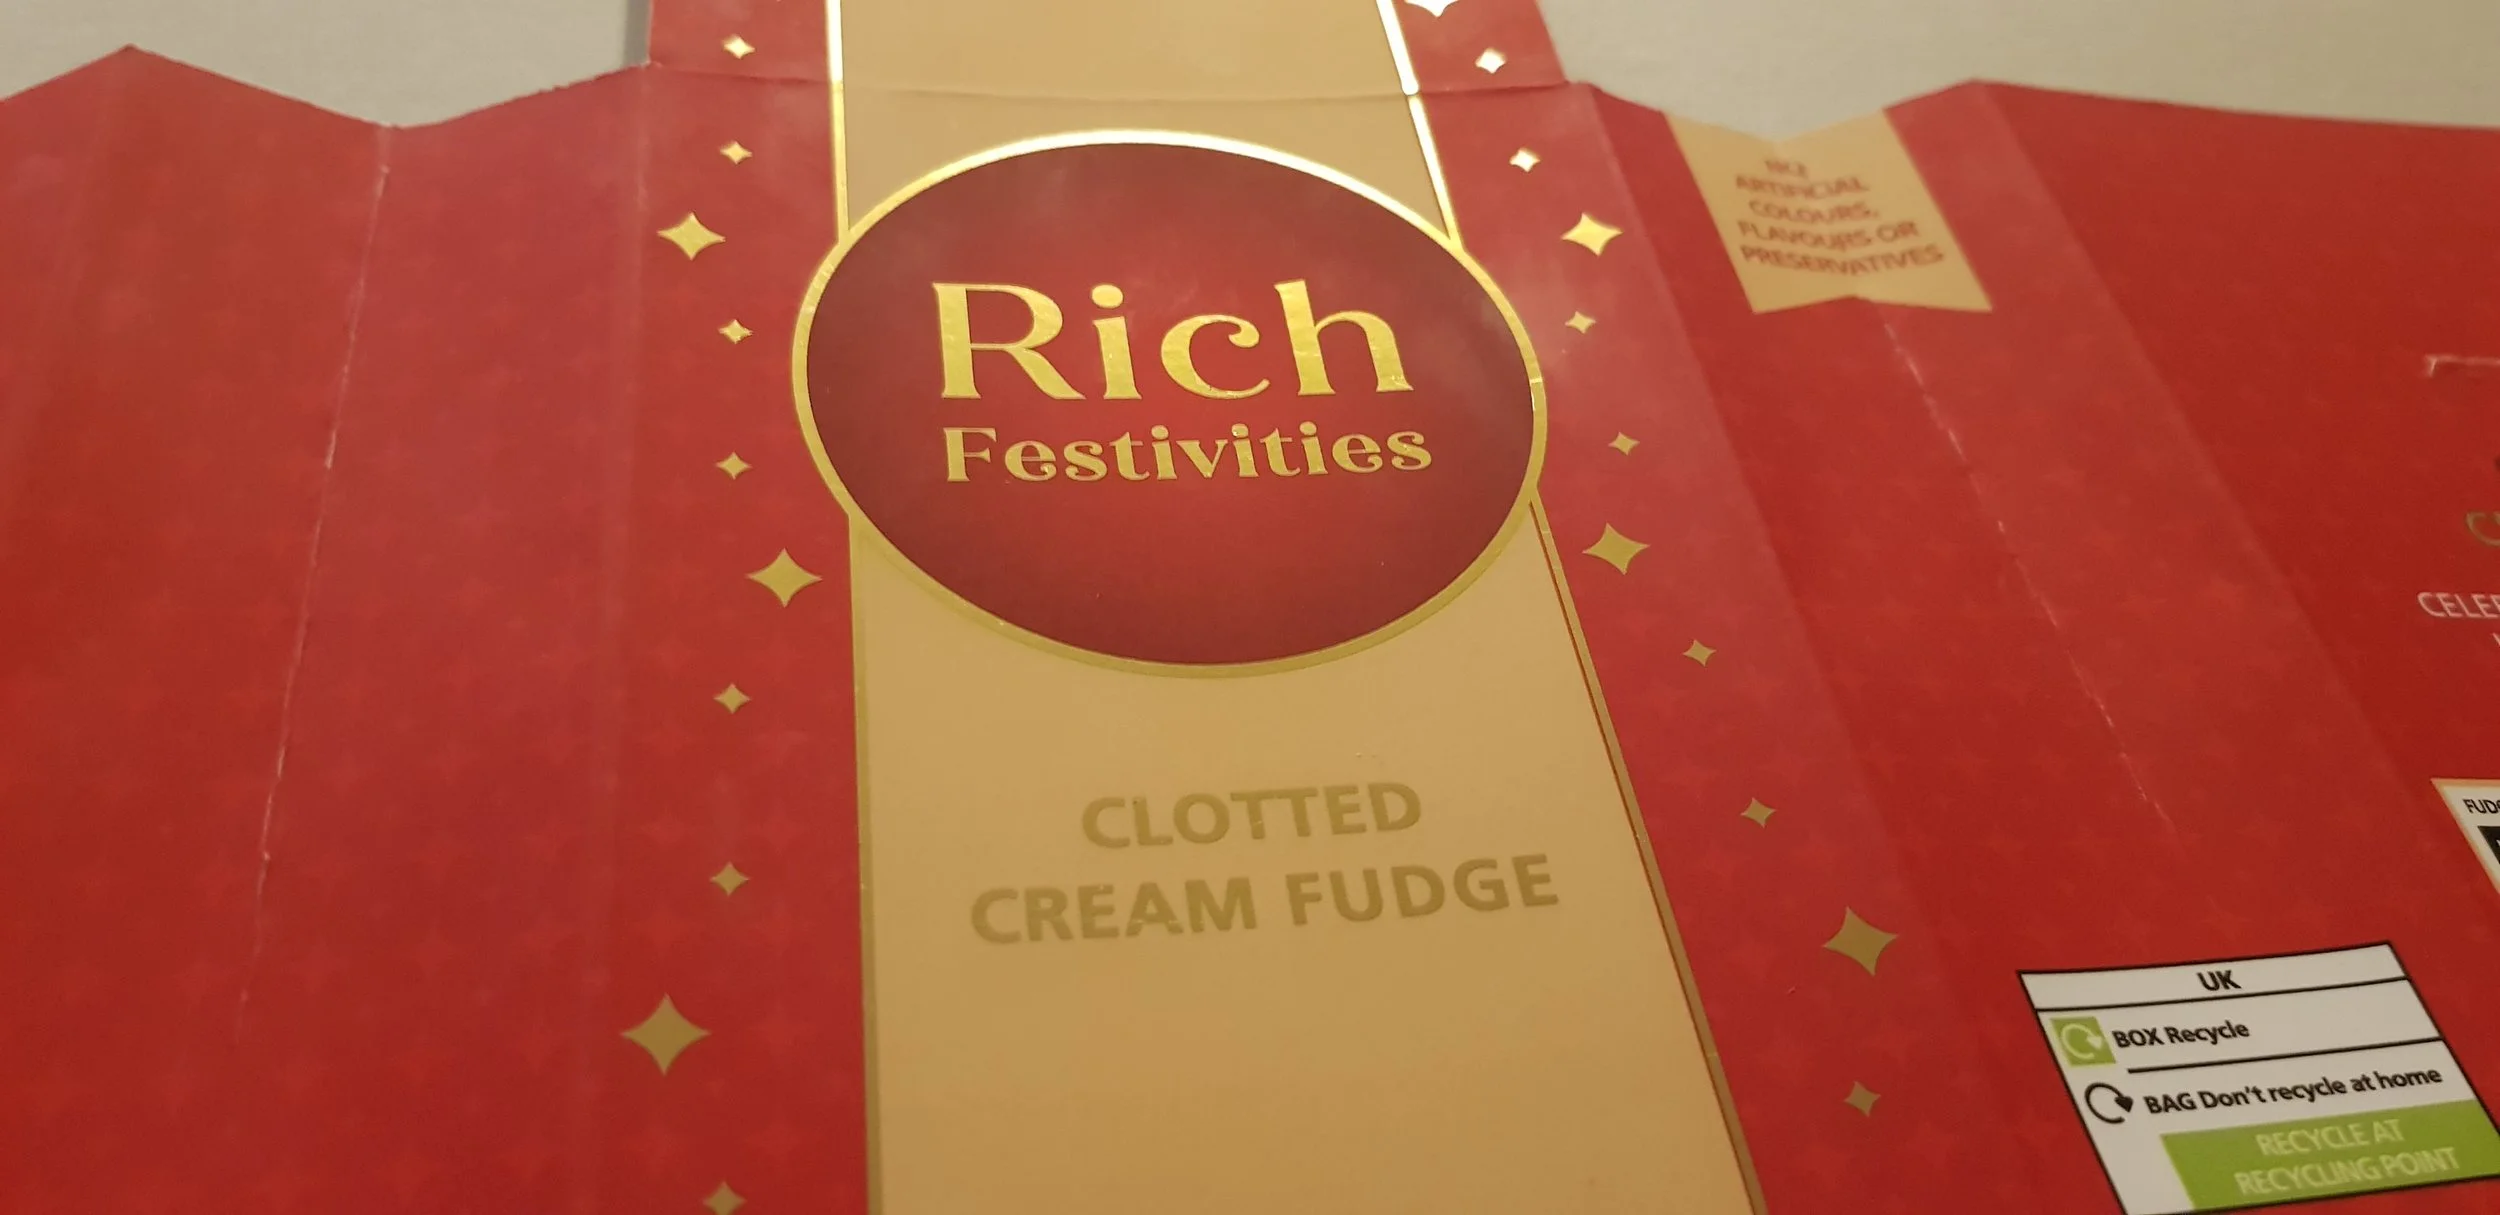 Rich
Festivities
CLOTTED
CREAM FUDGE
NO
ARTIFICIAL
COLOURS,
FLAVOURS OR
PRESERVATIVES
UK
BOX Recycle
BAG Don't recycle at home
RECYCLE AT
RECYCLING POINT